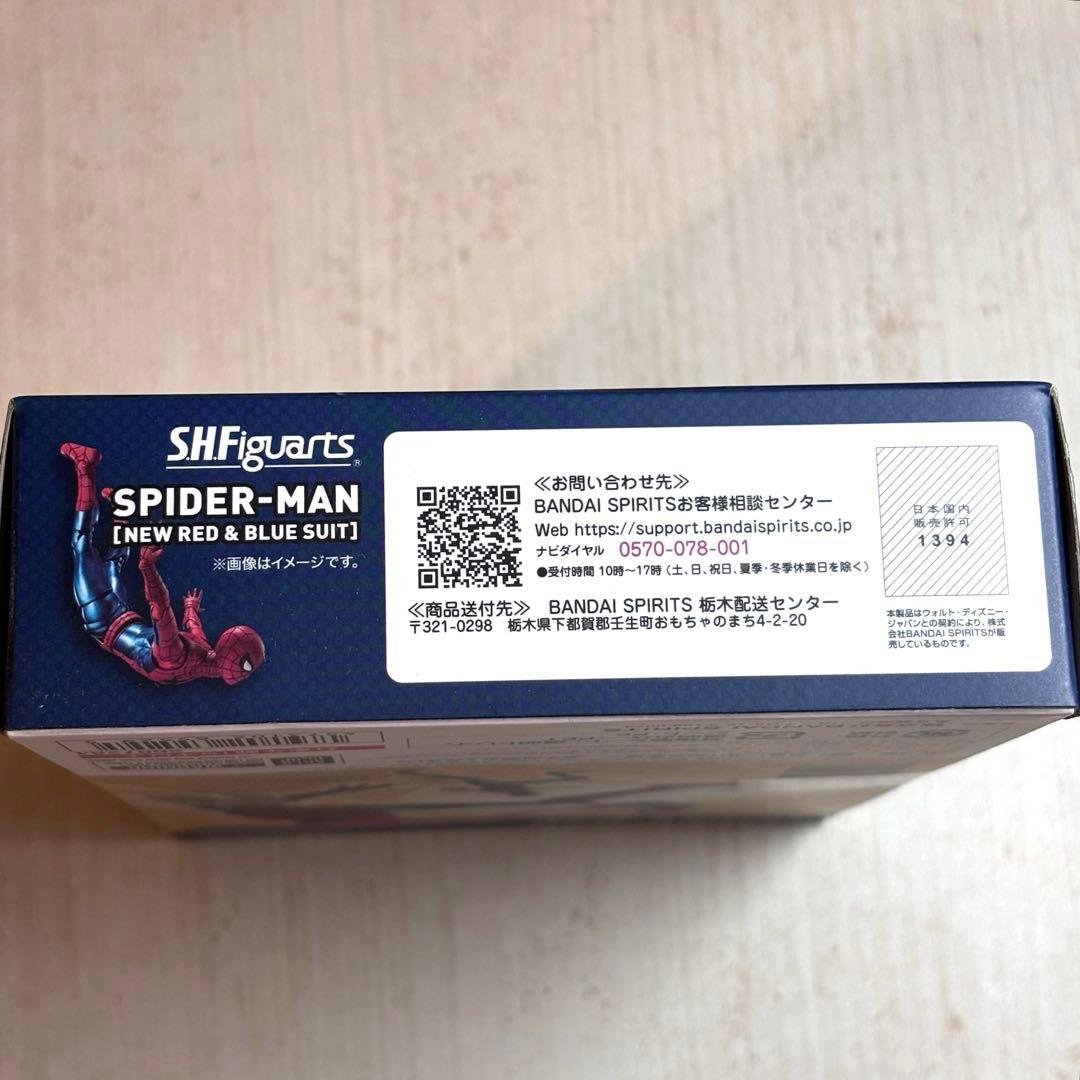 S.H.Figuarts
SPIDER-MAN
[NEW RED & BLUE SUIT]
※画像はイメージです。
≪お問い合わせ先≫
BANDAI SPIRITSお客様相談センター
Web https://support.bandaispirits.co.jp
ナビダイヤル 0570-078-001
●受付時間 10時〜17時（土、日、祝日、夏季・冬季休業日を除く）
≪商品送付先≫ BANDAI SPIRITS 栃木配送センター
〒321-0298 栃木県下都賀郡壬生町おもちゃのまち4-2-20
日本国内
販売許可
1394
本製品はウォルト・ディズニー・
ジャパンとの契約により、株式
会社BANDAI SPIRITSが販
売しているものです。